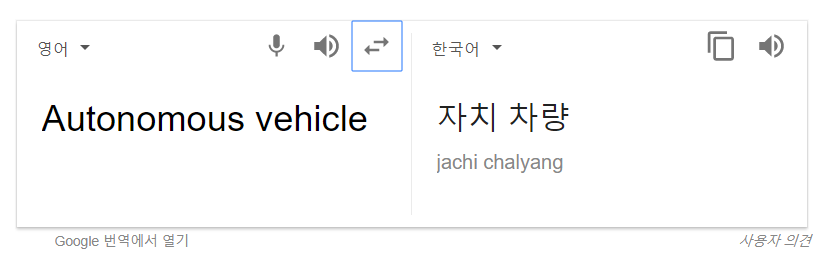 영어
한국어
Autonomous vehicle
자치 차량
jachi chalyang
Google 번역에서 열기
사용자 의견